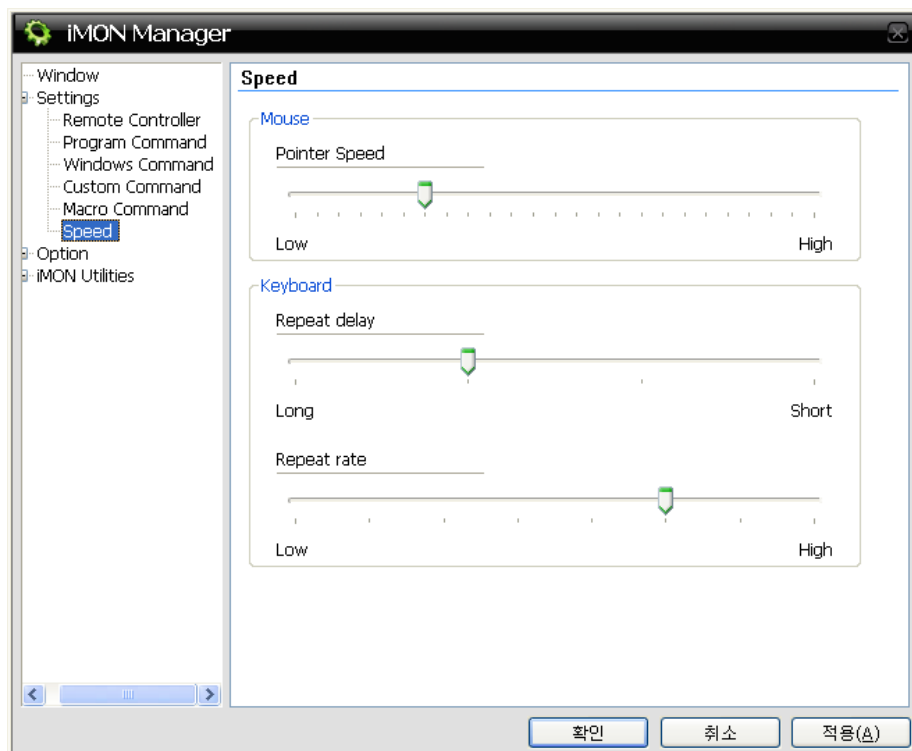 iMON Manager
Window
Settings
Remote Controller
Program Command
Windows Command
Custom Command
Macro Command
Speed
Option
iMON Utilities
Speed
Mouse
Pointer Speed
Low High
Keyboard
Repeat delay
Long Short
Repeat rate
Low High
확인 취소 적용(A)